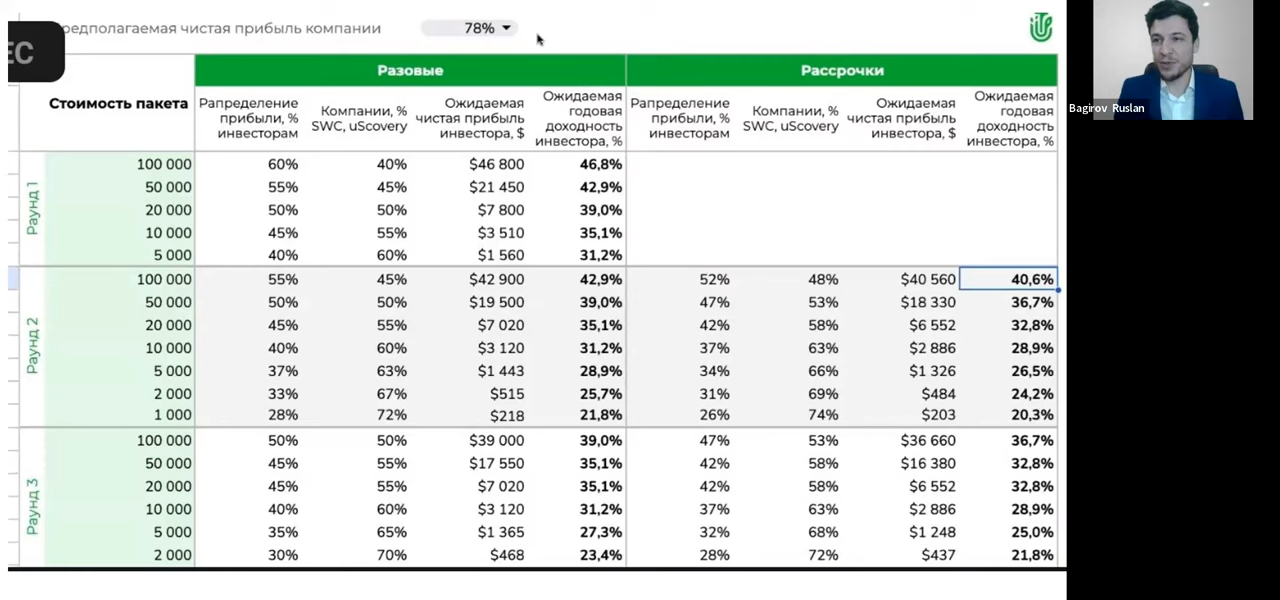 редполагаемая чистая прибыль компании 78%
ЕС
Разовые Рассрочки
Стоимость пакета
Рапределение прибыли, % инвесторам
Компании, % SWC, uScovery
Ожидаемая чистая прибыль инвестора, $
Ожидаемая годовая доходность инвестора, %
Рапределение прибыли, % инвесторам
Компании, % SWC, uScovery
Ожидаемая чистая прибыль инвестора, $
Ожидаемая годовая доходность инвестора, %
Раунд 1
100 000 60% 40% $46 800 46,8%
50 000 55% 45% $21 450 42,9%
20 000 50% 50% $7 800 39,0%
10 000 45% 55% $3 510 35,1%
5 000 40% 60% $1 560 31,2%
Раунд 2
100 000 55% 45% $42 900 42,9% 52% 48% $40 560 40,6%
50 000 50% 50% $19 500 39,0% 47% 53% $18 330 36,7%
20 000 45% 55% $7 020 35,1% 42% 58% $6 552 32,8%
10 000 40% 60% $3 120 31,2% 37% 63% $2 886 28,9%
5 000 37% 63% $1 443 28,9% 34% 66% $1 326 26,5%
2 000 33% 67% $515 25,7% 31% 69% $484 24,2%
1 000 28% 72% $218 21,8% 26% 74% $203 20,3%
Раунд 3
100 000 50% 50% $39 000 39,0% 47% 53% $36 660 36,7%
50 000 45% 55% $17 550 35,1% 42% 58% $16 380 32,8%
20 000 45% 55% $7 020 35,1% 42% 58% $6 552 32,8%
10 000 40% 60% $3 120 31,2% 37% 63% $2 886 28,9%
5 000 35% 65% $1 365 27,3% 32% 68% $1 248 25,0%
2 000 30% 70% $468 23,4% 28% 72% $437 21,8%
Bagirov Ruslan